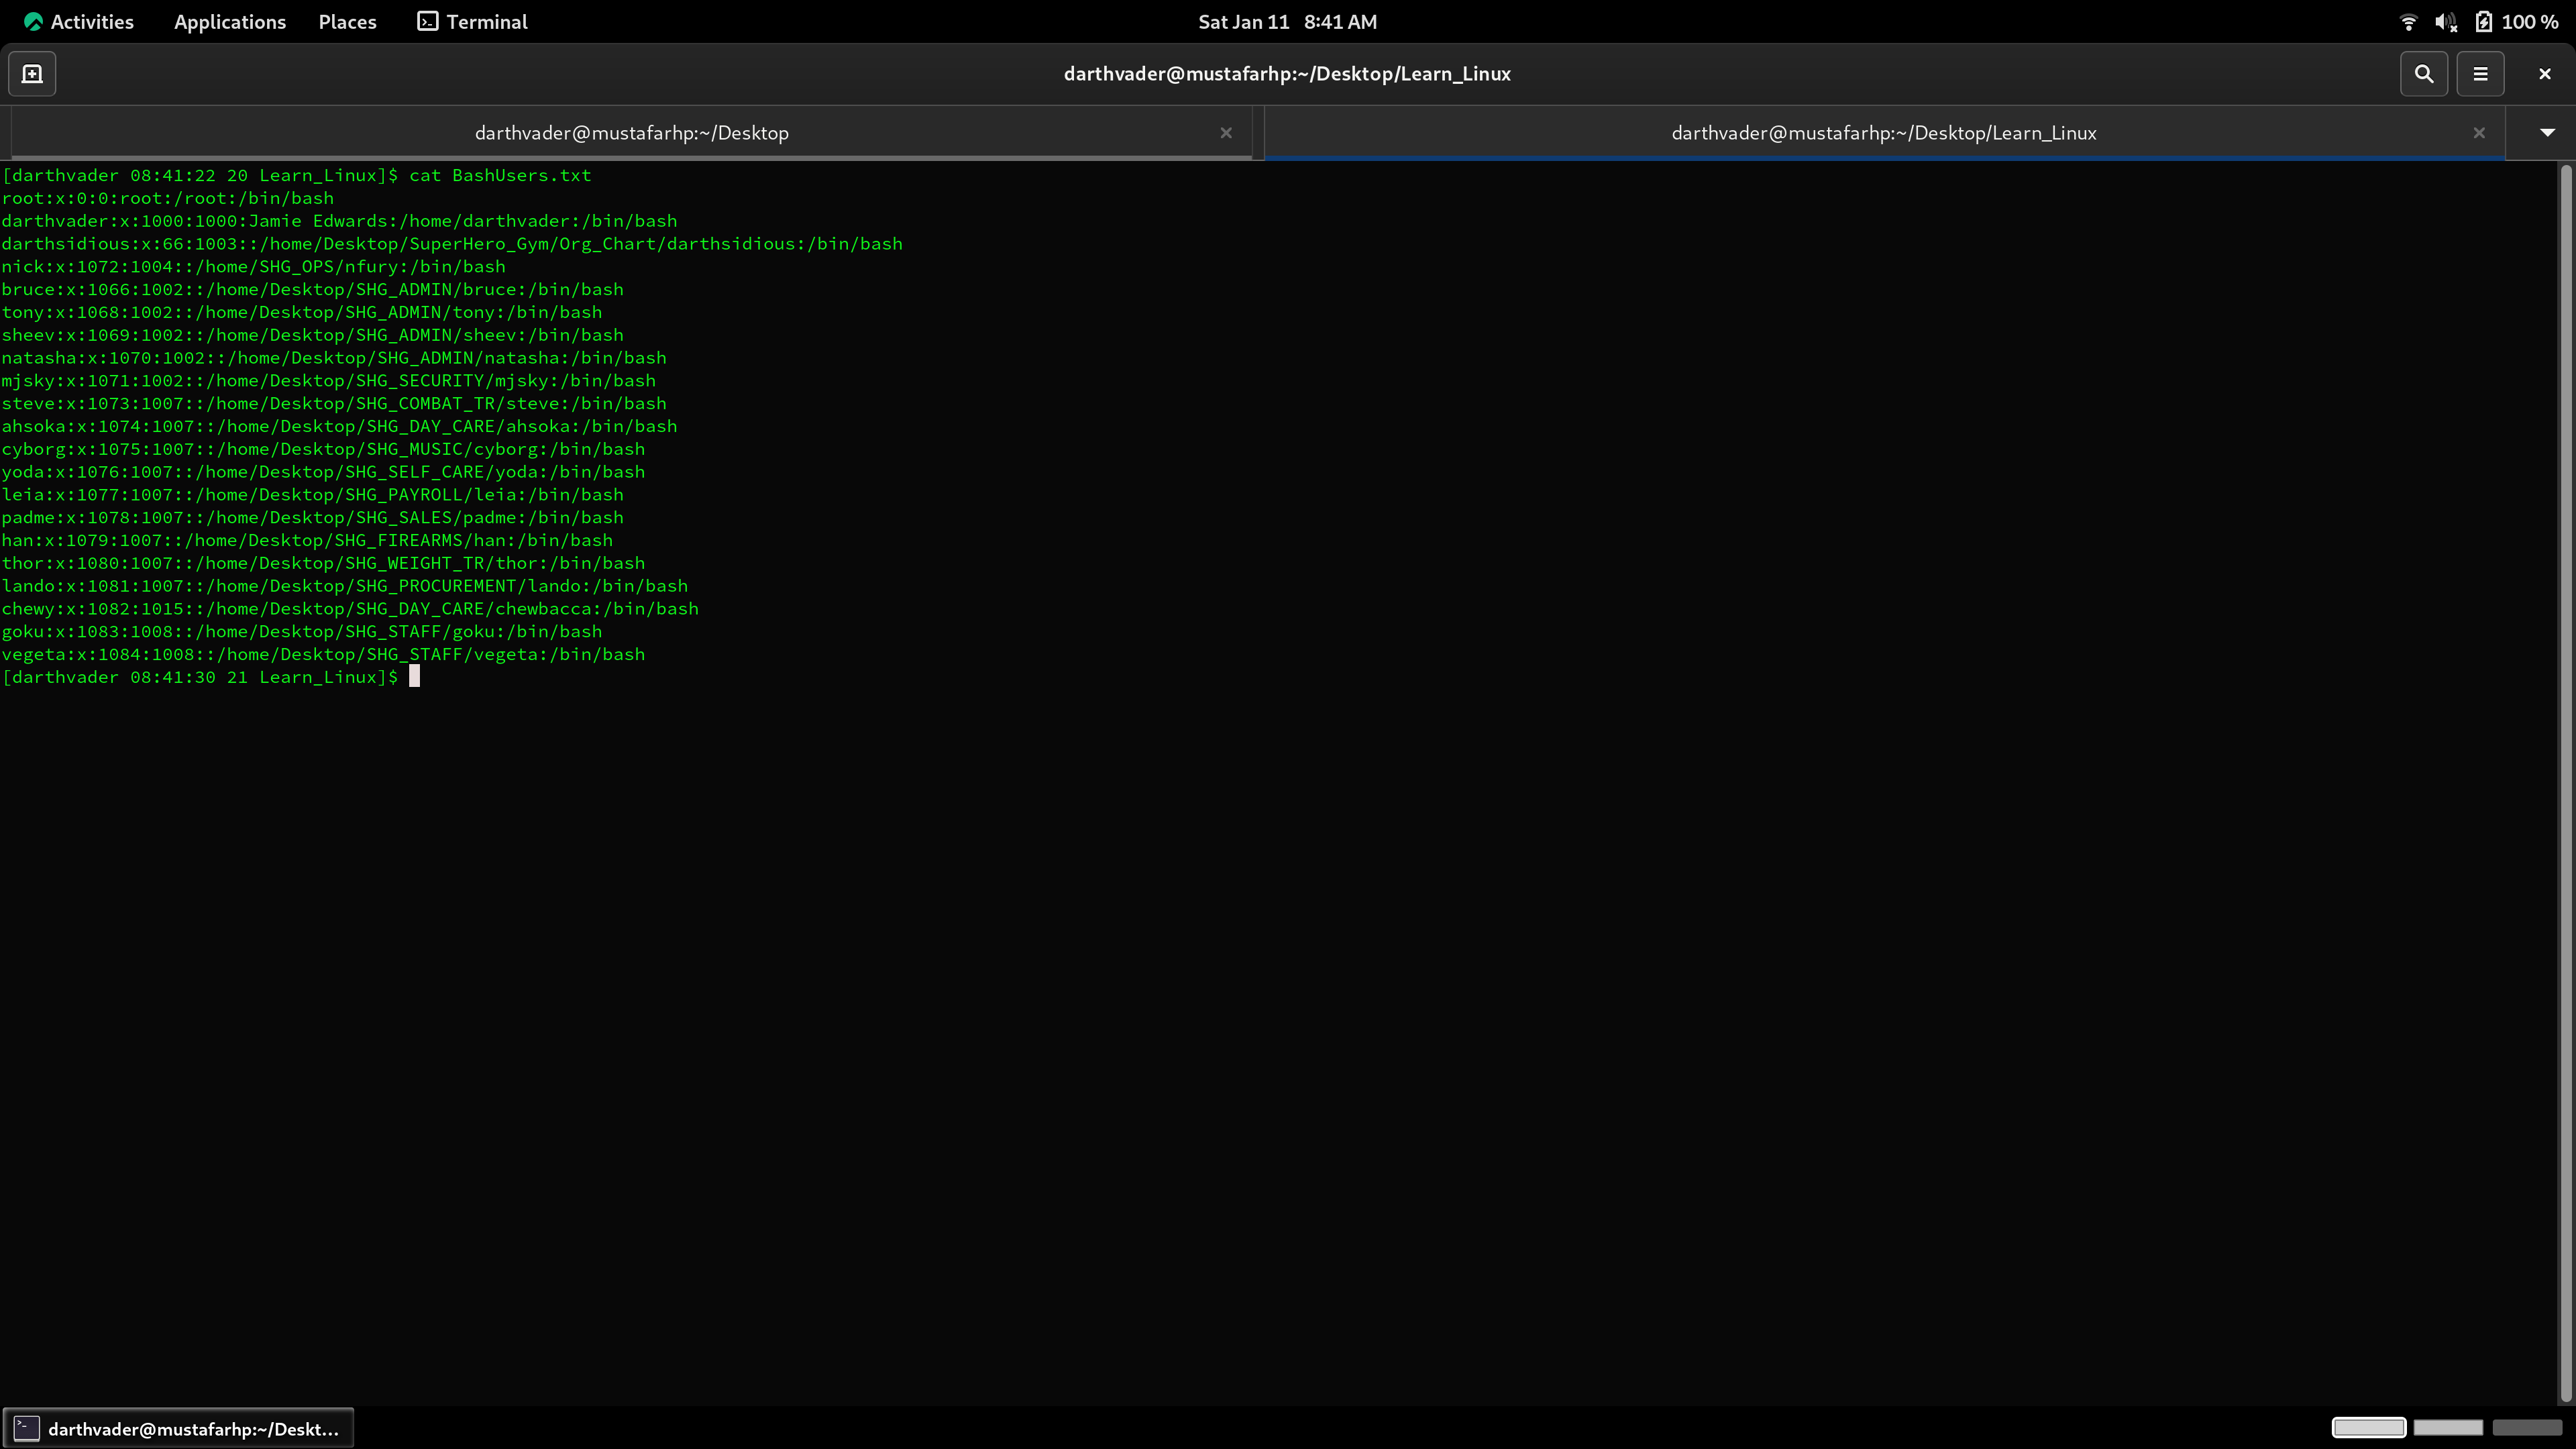 Activities Applications Places Terminal Sat Jan 11 8:41 AM 100 %
darthvader@mustafarhp:~/Desktop/Learn_Linux
darthvader@mustafarhp:~/Desktop darthvader@mustafarhp:~/Desktop/Learn_Linux
[darthvader 08:41:22 20 Learn_Linux]$ cat BashUsers.txt
root:x:0:0:root:/root:/bin/bash
darthvader:x:1000:1000:Jamie Edwards:/home/darthvader:/bin/bash
darthsidious:x:66:1003::/home/Desktop/SuperHero_Gym/Org_Chart/darthsidious:/bin/bash
nick:x:1072:1004::/home/SHG_OPS/nfury:/bin/bash
bruce:x:1066:1002::/home/Desktop/SHG_ADMIN/bruce:/bin/bash
tony:x:1068:1002::/home/Desktop/SHG_ADMIN/tony:/bin/bash
sheev:x:1069:1002::/home/Desktop/SHG_ADMIN/sheev:/bin/bash
natasha:x:1070:1002::/home/Desktop/SHG_ADMIN/natasha:/bin/bash
mjsky:x:1071:1002::/home/Desktop/SHG_SECURITY/mjsky:/bin/bash
steve:x:1073:1007::/home/Desktop/SHG_COMBAT_TR/steve:/bin/bash
ahsoka:x:1074:1007::/home/Desktop/SHG_DAY_CARE/ahsoka:/bin/bash
cyborg:x:1075:1007::/home/Desktop/SHG_MUSIC/cyborg:/bin/bash
yoda:x:1076:1007::/home/Desktop/SHG_SELF_CARE/yoda:/bin/bash
leia:x:1077:1007::/home/Desktop/SHG_PAYROLL/leia:/bin/bash
padme:x:1078:1007::/home/Desktop/SHG_SALES/padme:/bin/bash
han:x:1079:1007::/home/Desktop/SHG_FIREARMS/han:/bin/bash
thor:x:1080:1007::/home/Desktop/SHG_WEIGHT_TR/thor:/bin/bash
lando:x:1081:1007::/home/Desktop/SHG_PROCUREMENT/lando:/bin/bash
chewy:x:1082:1015::/home/Desktop/SHG_DAY_CARE/chewbacca:/bin/bash
goku:x:1083:1008::/home/Desktop/SHG_STAFF/goku:/bin/bash
vegeta:x:1084:1008::/home/Desktop/SHG_STAFF/vegeta:/bin/bash
[darthvader 08:41:30 21 Learn_Linux]$
darthvader@mustafarhp:~/Deskt...